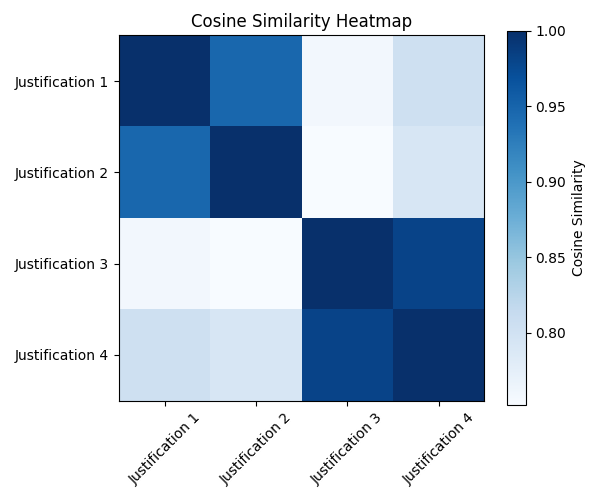 Cosine Similarity Heatmap
Justification 1
Justification 2
Justification 3
Justification 4
Justification 1
Justification 2
Justification 3
Justification 4
1.00
0.95
0.90
0.85
0.80
Cosine Similarity